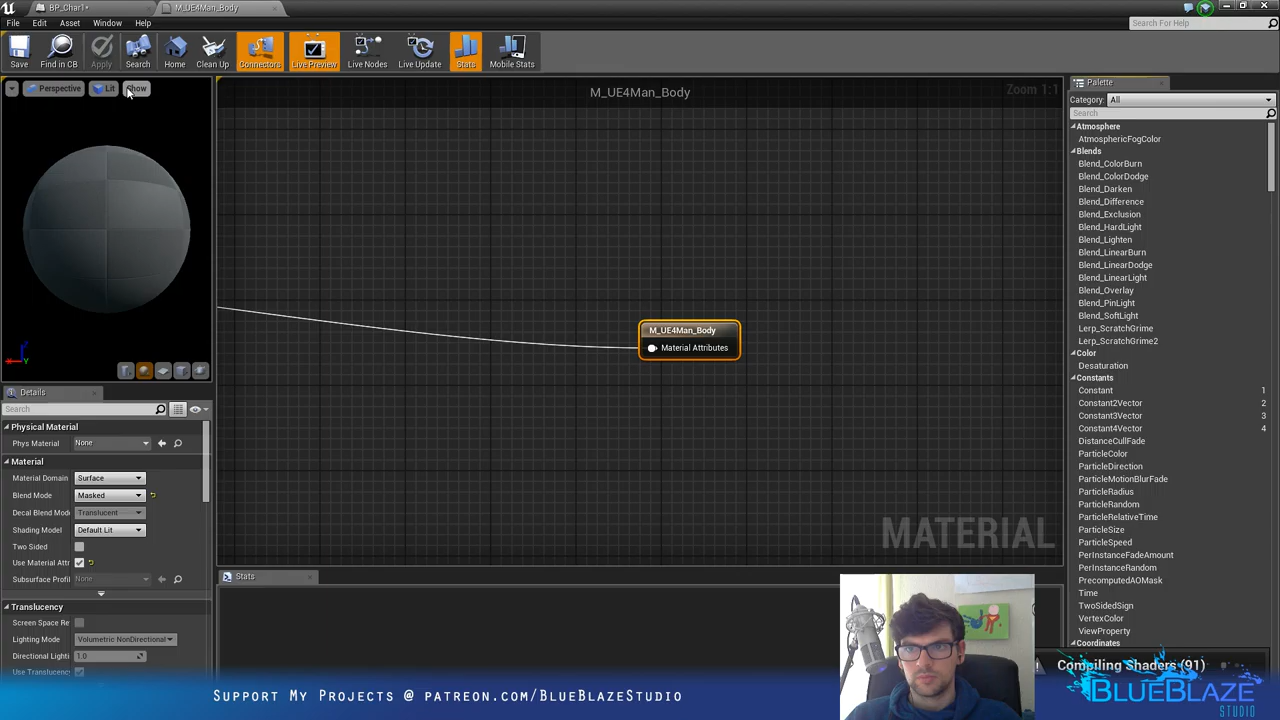 BP_Char1*
M_UE4Man_Body
File Edit Asset Window Help
Search For Help
Save Find in CB Apply Search Home Clean Up Connectors Live Preview Live Nodes Live Update Stats Mobile Stats
Perspective Lit Show
M_UE4Man_Body
Zoom 1:1
Palette
Category: All
Search
Atmosphere
AtmosphericFogColor
Blends
Blend_ColorBurn
Blend_ColorDodge
Blend_Darken
Blend_Difference
Blend_Exclusion
Blend_HardLight
Blend_Lighten
Blend_LinearBurn
Blend_LinearDodge
Blend_LinearLight
Blend_Overlay
Blend_PinLight
Blend_SoftLight
Lerp_ScratchGrime
Lerp_ScratchGrime2
Color
Desaturation
Constants
Constant 1
Constant2Vector 2
Constant3Vector 3
Constant4Vector 4
DistanceCullFade
ParticleColor
ParticleDirection
ParticleMotionBlurFade
ParticleRadius
ParticleRandom
ParticleRelativeTime
ParticleSize
ParticleSpeed
PerInstanceFadeAmount
PerInstanceRandom
PrecomputedAOMask
Time
TwoSidedSign
VertexColor
ViewProperty
Coordinates
M_UE4Man_Body
Material Attributes
MATERIAL
Z
Y
Details
Search
Physical Material
Phys Material None
Material
Material Domain Surface
Blend Mode Masked
Decal Blend Mode Translucent
Shading Model Default Lit
Two Sided
Use Material Attr
Subsurface Profil None
Translucency
Screen Space Re
Lighting Mode Volumetric NonDirectional
Directional Lighti 1.0
Use Translucenc
Stats
Compiling Shaders (91)
Support My Projects @ patreon.com/BlueBlazeStudio
BlueBlaze
Studio